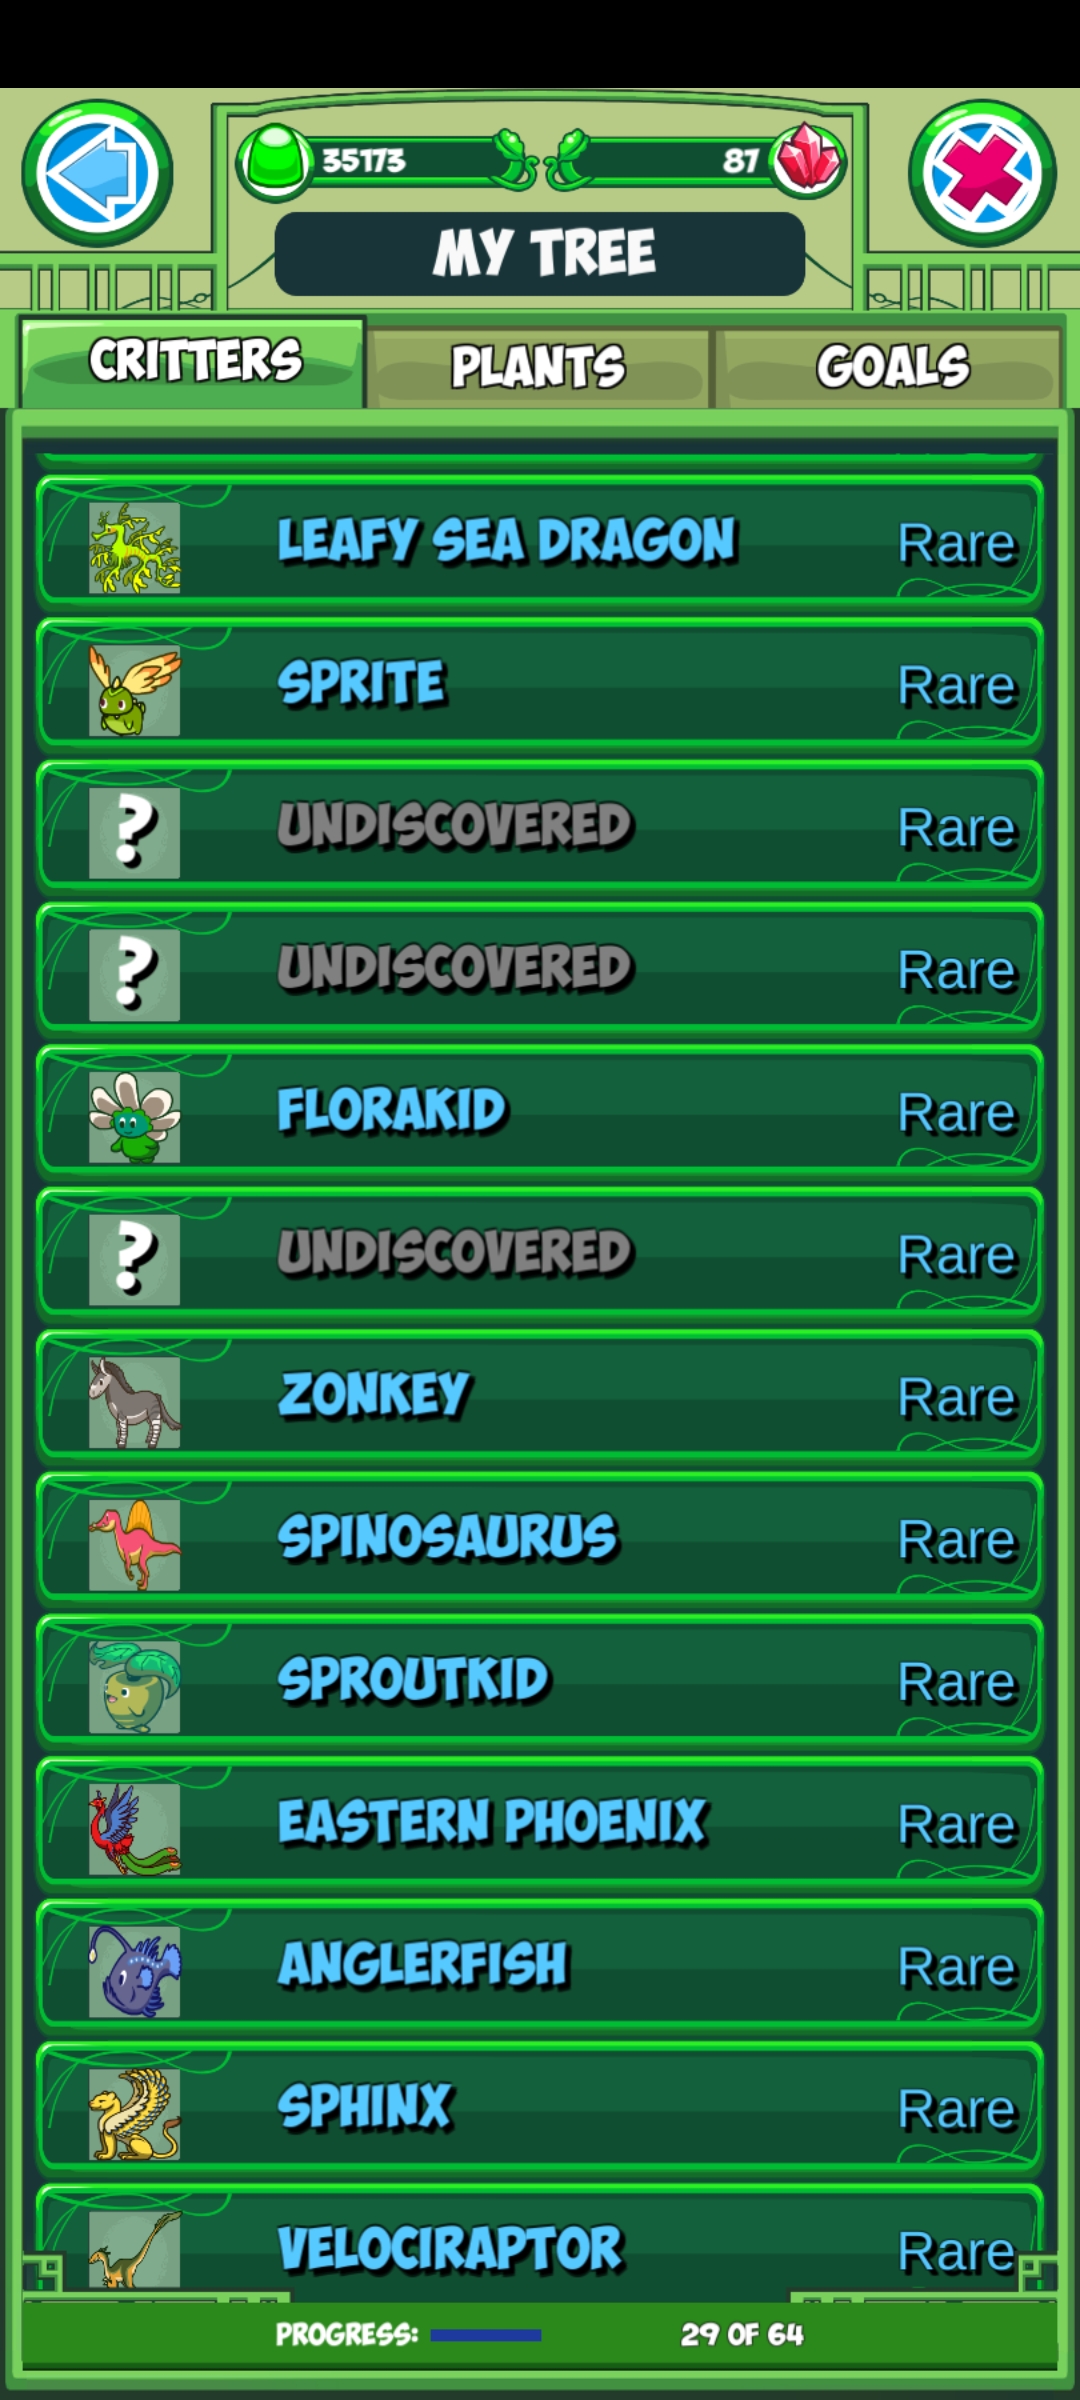 35173
87
MY TREE
CRITTERS
PLANTS
GOALS
LEAFY SEA DRAGON
Rare
SPRITE
Rare
?
UNDISCOVERED
Rare
?
UNDISCOVERED
Rare
FLORAKID
Rare
?
UNDISCOVERED
Rare
ZONKEY
Rare
SPINOSAURUS
Rare
SPROUTKID
Rare
EASTERN PHOENIX
Rare
ANGLERFISH
Rare
SPHINX
Rare
VELOCIRAPTOR
Rare
PROGRESS:
29 OF 64